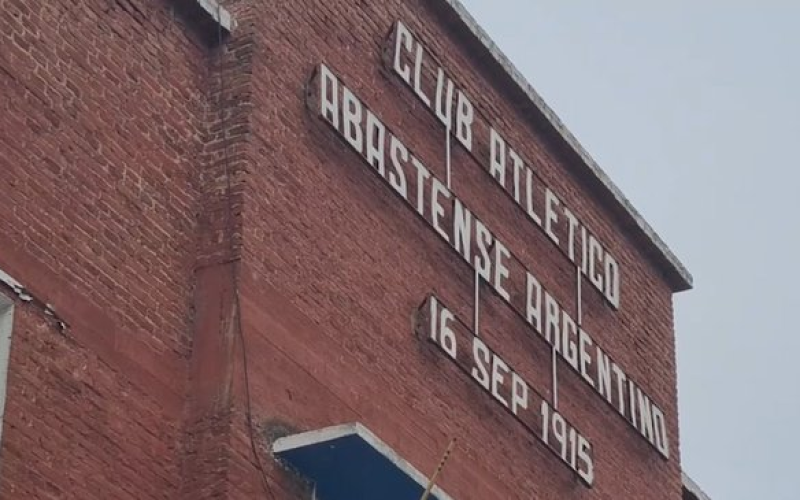 CLUB ATLETICO
ABASTENSE ARGENTINO
16 SEP 1915